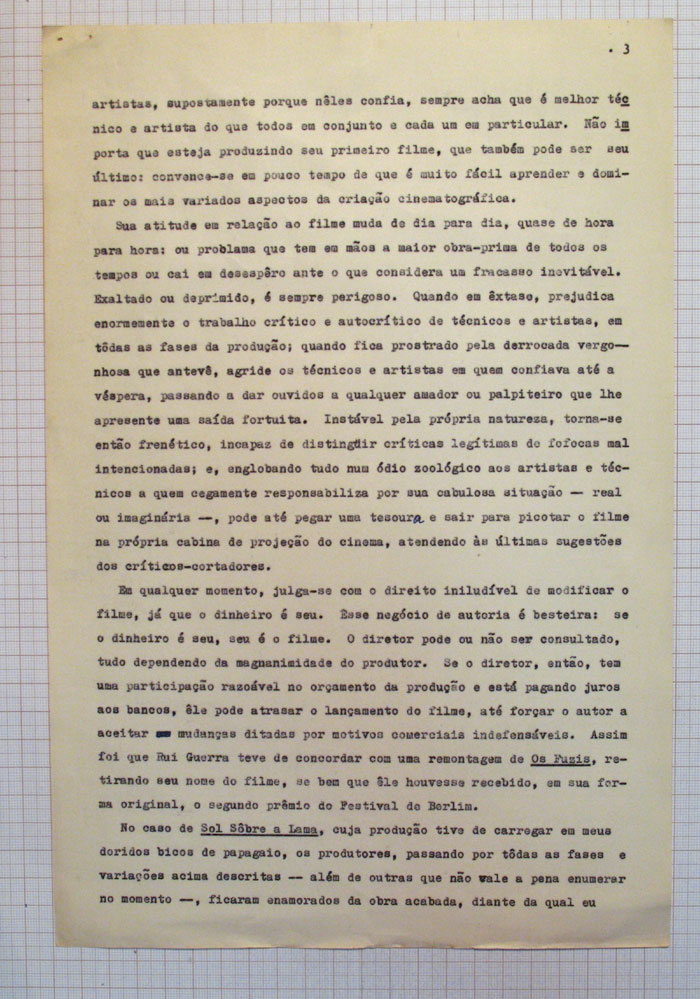 . 3
artistas, supostamente porque nêles confia, sempre acha que é melhor téc
nico e artista do que todos em conjunto e cada um em particular. Não im
porta que esteja produzindo seu primeiro filme, que também pode ser seu
último: convence-se em pouco tempo de que é muito fácil aprender e domi-
nar os mais variados aspectos da criação cinematográfica.
Sua atitude em relação ao filme muda de dia para dia, quase de hora
para hora: ou problama que tem em mãos a maior obra-prima de todos os
tempos ou cai em desespêro ante o que considera um fracasso inevitável.
Exaltado ou deprimido, é sempre perigoso. Quando em êxtase, prejudica
enormemente o trabalho crítico e autocrítico de técnicos e artistas, em
tôdas as fases da produção; quando fica prostrado pela derrocada vergo—
nhosa que antevê, agride os técnicos e artistas em quem confiava até a
véspera, passando a dar ouvidos a qualquer amador ou palpiteiro que lhe
apresente uma saída fortuita. Instável pela própria natureza, torna-se
então frenético, incapaz de distingüir críticas legítimas de fofocas mal
intencionadas; e, englobando tudo num ódio zoológico aos artistas e téc-
nicos a quem cegamente responsabiliza por sua cabulosa situação — real
ou imaginária —, pode até pegar uma tesoura e sair para picotar o filme
na própria cabina de projeção do cinema, atendendo às últimas sugestões
dos críticos-cortadores.
Em qualquer momento, julga-se com o direito iniludível de modificar o
filme, já que o dinheiro é seu. Êsse negócio de autoria é besteira: se
o dinheiro é seu, seu é o filme. O diretor pode ou não ser consultado,
tudo dependendo da magnanimidade do produtor. Se o diretor, então, tem
uma participação razoável no orçamento da produção e está pagando juros
aos bancos, êle pode atrasar o lançamento do filme, até forçar o autor a
aceitar mudanças ditadas por motivos comerciais indefensáveis. Assim
foi que Rui Guerra teve de concordar com uma remontagem de Os Fuzis, re-
tirando seu nome do filme, se bem que êle houvesse recebido, em sua for-
ma original, o segundo prêmio do Festival de Berlim.
No caso de Sol Sôbre a Lama, cuja produção tive de carregar em meus
doridos bicos de papagaio, os produtores, passando por tôdas as fases e
variações acima descritas — além de outras que não vale a pena enumerar
no momento —, ficaram enamorados da obra acabada, diante da qual eu